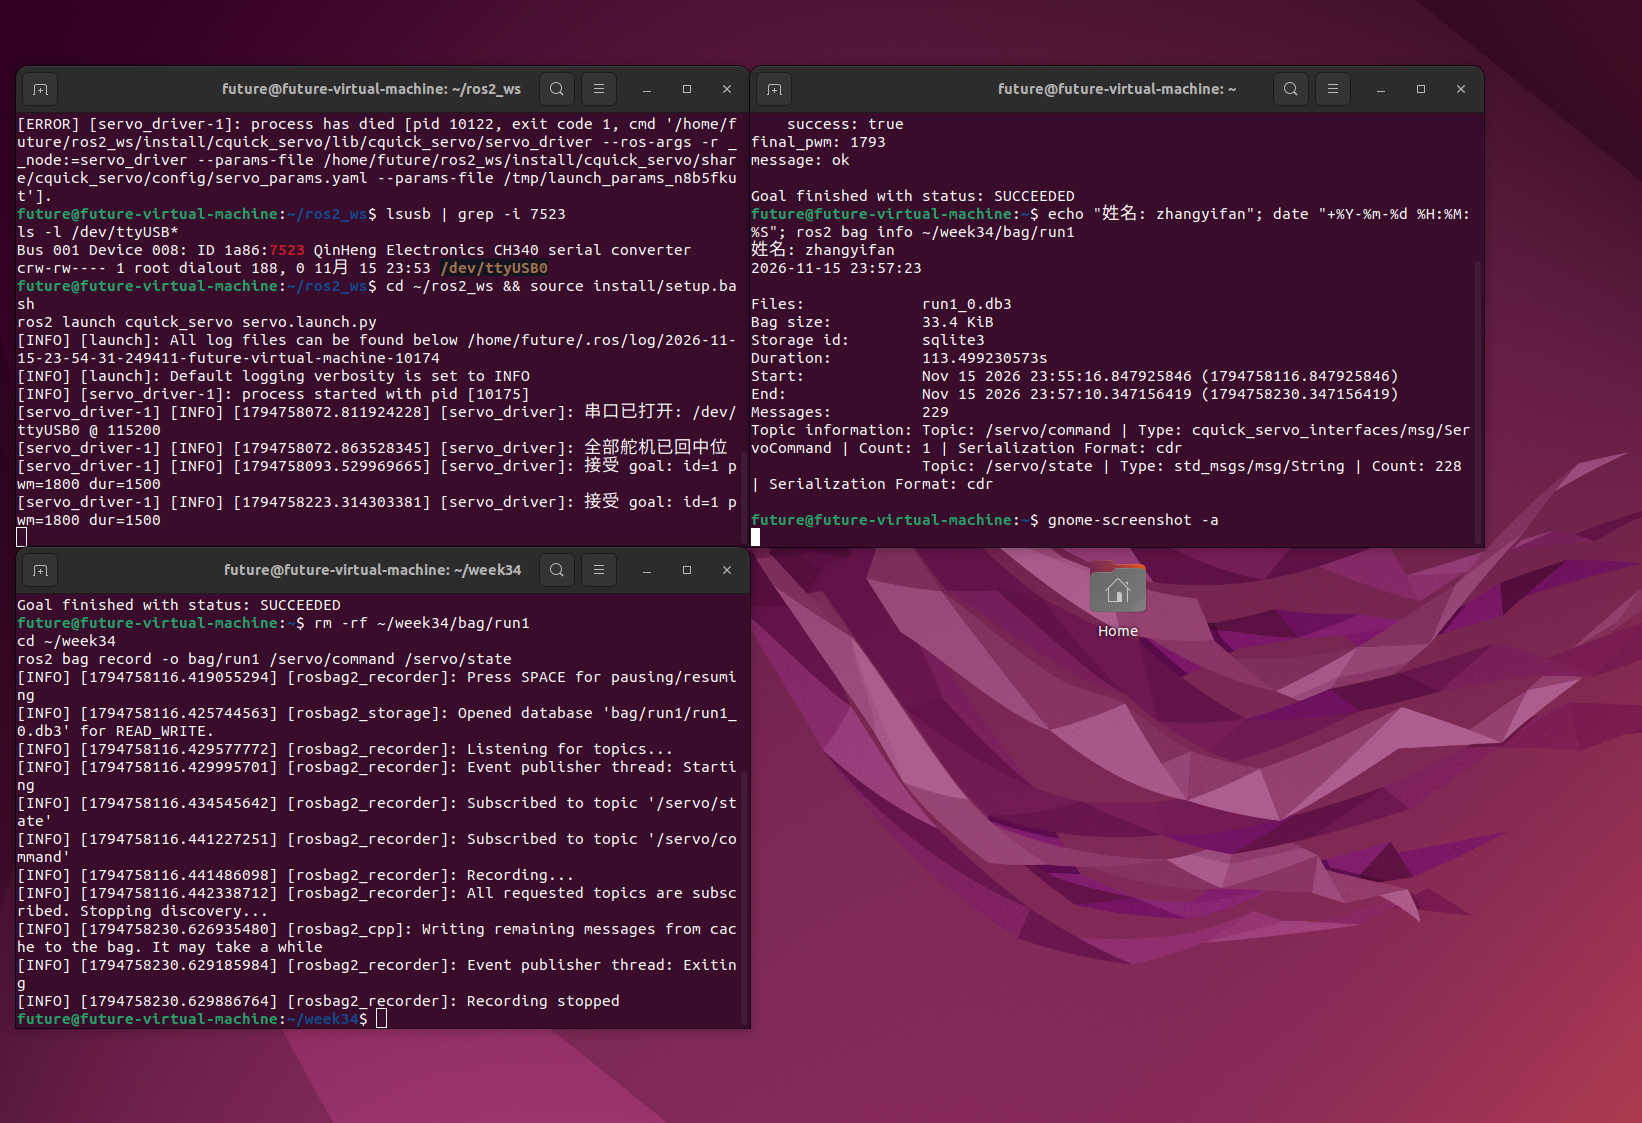 future@future-virtual-machine: ~/ros2_ws
[ERROR] [servo_driver-1]: process has died [pid 10122, exit code 1, cmd '/home/f
uture/ros2_ws/install/cquick_servo/lib/cquick_servo/servo_driver --ros-args -r _
_node:=servo_driver --params-file /home/future/ros2_ws/install/cquick_servo/shar
e/cquick_servo/config/servo_params.yaml --params-file /tmp/launch_params_n8b5fku
t'].
future@future-virtual-machine:~/ros2_ws$ lsusb | grep -i 7523
ls -l /dev/ttyUSB*
Bus 001 Device 008: ID 1a86:7523 QinHeng Electronics CH340 serial converter
crw-rw---- 1 root dialout 188, 0 11月 15 23:53 /dev/ttyUSB0
future@future-virtual-machine:~/ros2_ws$ cd ~/ros2_ws && source install/setup.ba
sh
ros2 launch cquick_servo servo.launch.py
[INFO] [launch]: All log files can be found below /home/future/.ros/log/2026-11-
15-23-54-31-249411-future-virtual-machine-10174
[INFO] [launch]: Default logging verbosity is set to INFO
[INFO] [servo_driver-1]: process started with pid [10175]
[servo_driver-1] [INFO] [1794758072.811924228] [servo_driver]: 串口已打开: /dev/
ttyUSB0 @ 115200
[servo_driver-1] [INFO] [1794758072.863528345] [servo_driver]: 全部舵机已回中位
[servo_driver-1] [INFO] [1794758093.529969665] [servo_driver]: 接受 goal: id=1 p
wm=1800 dur=1500
[servo_driver-1] [INFO] [1794758223.314303381] [servo_driver]: 接受 goal: id=1 p
wm=1800 dur=1500
future@future-virtual-machine: ~
success: true
final_pwm: 1793
message: ok
Goal finished with status: SUCCEEDED
future@future-virtual-machine:~$ echo "姓名: zhangyifan"; date "+%Y-%m-%d %H:%M:
%S"; ros2 bag info ~/week34/bag/run1
姓名: zhangyifan
2026-11-15 23:57:23
Files: run1_0.db3
Bag size: 33.4 KiB
Storage id: sqlite3
Duration: 113.499230573s
Start: Nov 15 2026 23:55:16.847925846 (1794758116.847925846)
End: Nov 15 2026 23:57:10.347156419 (1794758230.347156419)
Messages: 229
Topic information: Topic: /servo/command | Type: cquick_servo_interfaces/msg/Ser
voCommand | Count: 1 | Serialization Format: cdr
Topic: /servo/state | Type: std_msgs/msg/String | Count: 228
| Serialization Format: cdr
future@future-virtual-machine:~$ gnome-screenshot -a
future@future-virtual-machine: ~/week34
Goal finished with status: SUCCEEDED
future@future-virtual-machine:~$ rm -rf ~/week34/bag/run1
cd ~/week34
ros2 bag record -o bag/run1 /servo/command /servo/state
[INFO] [1794758116.419055294] [rosbag2_recorder]: Press SPACE for pausing/resumi
ng
[INFO] [1794758116.425744563] [rosbag2_storage]: Opened database 'bag/run1/run1_
0.db3' for READ_WRITE.
[INFO] [1794758116.429577772] [rosbag2_recorder]: Listening for topics...
[INFO] [1794758116.429995701] [rosbag2_recorder]: Event publisher thread: Starti
ng
[INFO] [1794758116.434545642] [rosbag2_recorder]: Subscribed to topic '/servo/st
ate'
[INFO] [1794758116.441227251] [rosbag2_recorder]: Subscribed to topic '/servo/co
mmand'
[INFO] [1794758116.441486098] [rosbag2_recorder]: Recording...
[INFO] [1794758116.442338712] [rosbag2_recorder]: All requested topics are subsc
ribed. Stopping discovery...
[INFO] [1794758230.626935480] [rosbag2_cpp]: Writing remaining messages from cac
he to the bag. It may take a while
[INFO] [1794758230.629185984] [rosbag2_recorder]: Event publisher thread: Exitin
g
[INFO] [1794758230.629886764] [rosbag2_recorder]: Recording stopped
future@future-virtual-machine:~/week34$
Home